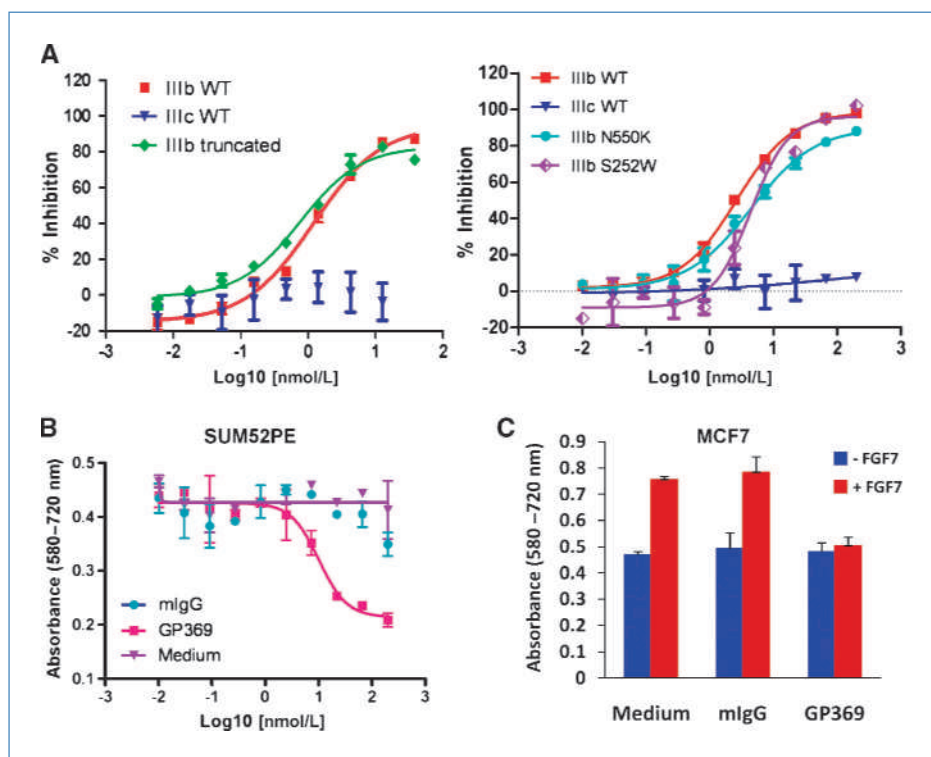 A
120
100
80
60
40
20
0
-20
% Inhibition
IIIb WT
IIIc WT
IIIb truncated
-3 -2 -1 0 1 2
Log10 [nmol/L]
120
100
80
60
40
20
0
-20
% Inhibition
IIIb WT
IIIc WT
IIIb N550K
IIIb S252W
-3 -2 -1 0 1 2 3
Log10 [nmol/L]
B
SUM52PE
0.5
0.4
0.3
0.2
0.1
Absorbance (580–720 nm)
mIgG
GP369
Medium
-3 -2 -1 0 1 2 3
Log10 [nmol/L]
C
MCF7
0.9
0.8
0.7
0.6
0.5
0.4
0.3
0.2
0.1
0
Absorbance (580 –720 nm)
- FGF7
+ FGF7
Medium mIgG GP369